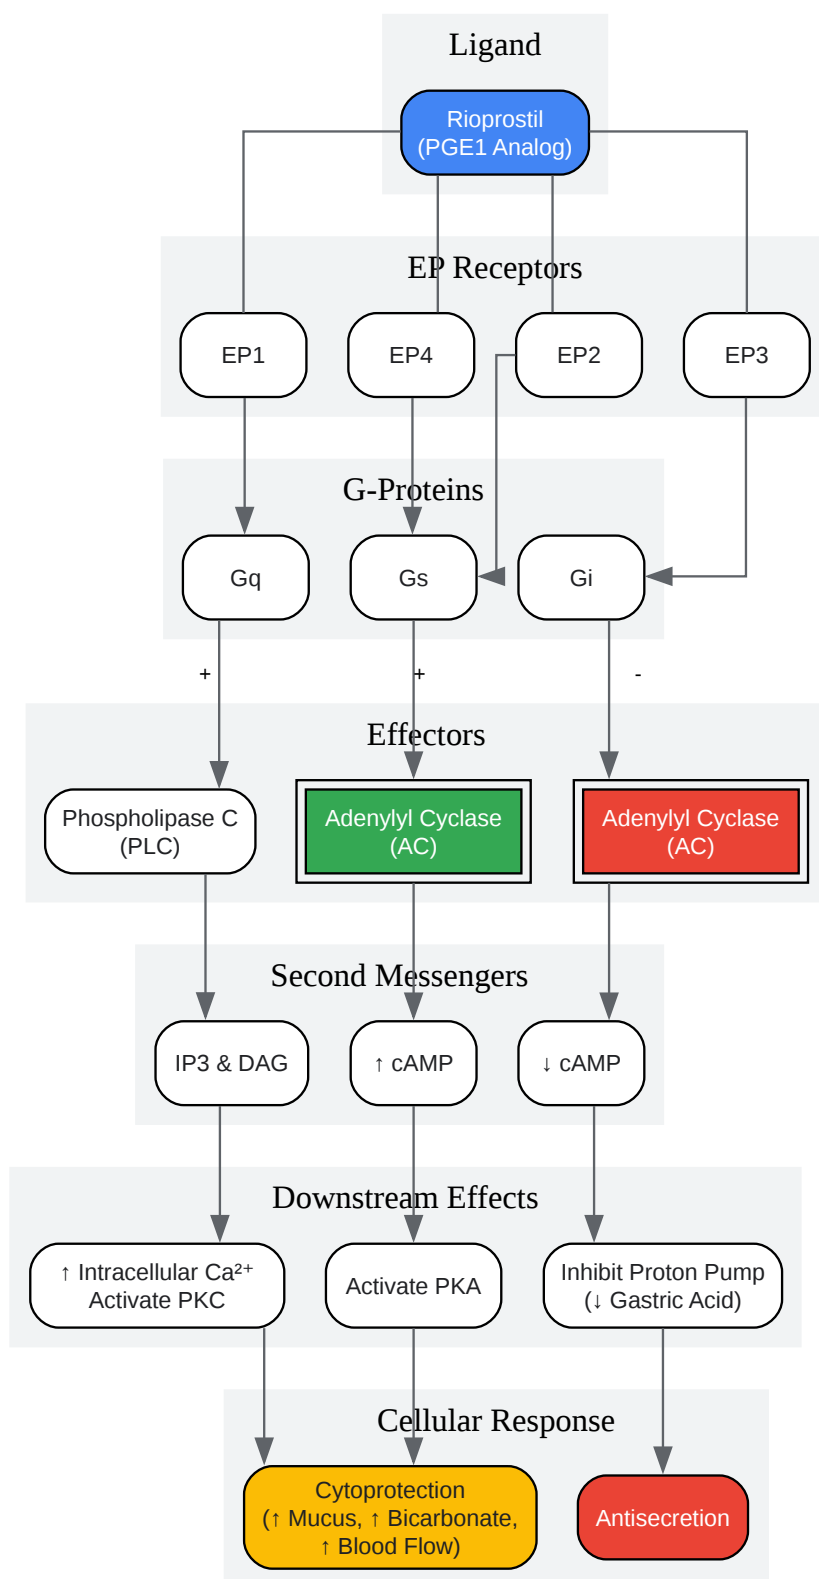 Ligand
Rioprostil
(PGE1 Analog)
EP Receptors
EP1
EP4
EP2
EP3
G-Proteins
Gq
Gs
Gi
+
+
-
Effectors
Phospholipase C
(PLC)
Adenylyl Cyclase
(AC)
Adenylyl Cyclase
(AC)
Second Messengers
IP3 & DAG
↑ cAMP
↓ cAMP
Downstream Effects
↑ Intracellular Ca²⁺
Activate PKC
Activate PKA
Inhibit Proton Pump
(↓ Gastric Acid)
Cellular Response
Cytoprotection
(↑ Mucus, ↑ Bicarbonate,
↑ Blood Flow)
Antisecretion